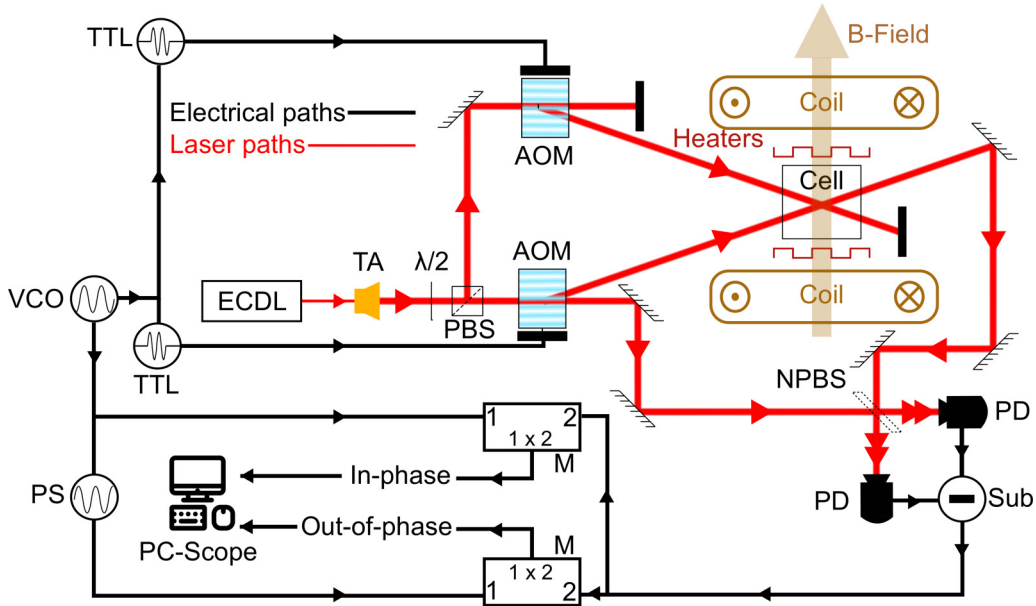 TTL
B-Field
Electrical paths
Coil
Laser paths
AOM
Heaters
Cell
AOM
TA
λ/2
VCO
ECDL
PBS
Coil
TTL
NPBS
PD
1
2
1 x 2
M
In-phase
PS
PD
Sub
Out-of-phase
M
PC-Scope
1 x 2
1
2